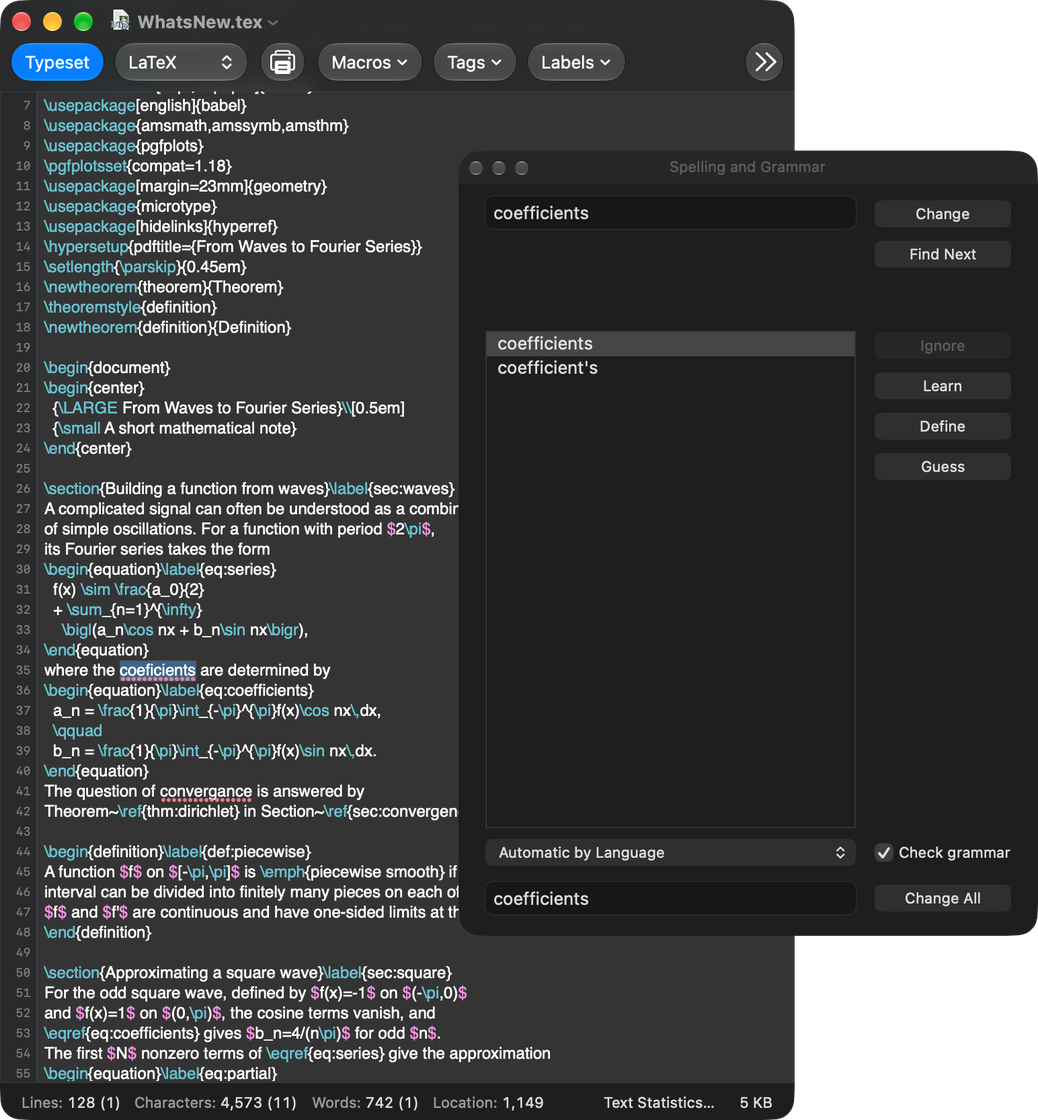 WhatsNew.tex
Typeset LaTeX Macros Tags Labels
7 \usepackage[english]{babel}
8 \usepackage{amsmath,amssymb,amsthm}
9 \usepackage{pgfplots}
10 \pgfplotsset{compat=1.18}
11 \usepackage[margin=23mm]{geometry}
12 \usepackage{microtype}
13 \usepackage[hidelinks]{hyperref}
14 \hypersetup{pdftitle={From Waves to Fourier Series}}
15 \setlength{\parskip}{0.45em}
16 \newtheorem{theorem}{Theorem}
17 \theoremstyle{definition}
18 \newtheorem{definition}{Definition}
19
20 \begin{document}
21 \begin{center}
22 {\LARGE From Waves to Fourier Series}\\[0.5em]
23 {\small A short mathematical note}
24 \end{center}
25
26 \section{Building a function from waves}\label{sec:waves}
27 A complicated signal can often be understood as a combin
28 of simple oscillations. For a function with period $2\pi$,
29 its Fourier series takes the form
30 \begin{equation}\label{eq:series}
31 f(x) \sim \frac{a_0}{2}
32 + \sum_{n=1}^{\infty}
33 \bigl(a_n\cos nx + b_n\sin nx\bigr),
34 \end{equation}
35 where the coeficients are determined by
36 \begin{equation}\label{eq:coefficients}
37 a_n = \frac{1}{\pi}\int_{-\pi}^{\pi}f(x)\cos nx\,dx,
38 \qquad
39 b_n = \frac{1}{\pi}\int_{-\pi}^{\pi}f(x)\sin nx\,dx.
40 \end{equation}
41 The question of convergance is answered by
42 Theorem~\ref{thm:dirichlet} in Section~\ref{sec:convergen
43
44 \begin{definition}\label{def:piecewise}
45 A function $f$ on $[-\pi,\pi]$ is \emph{piecewise smooth} if
46 interval can be divided into finitely many pieces on each of
47 $f$ and $f'$ are continuous and have one-sided limits at th
48 \end{definition}
49
50 \section{Approximating a square wave}\label{sec:square}
51 For the odd square wave, defined by $f(x)=-1$ on $(-\pi,0)$
52 and $f(x)=1$ on $(0,\pi)$, the cosine terms vanish, and
53 \eqref{eq:coefficients} gives $b_n=4/(n\pi)$ for odd $n$.
54 The first $N$ nonzero terms of \eqref{eq:series} give the approximation
55 \begin{equation}\label{eq:partial}
Lines: 128 (1) Characters: 4,573 (11) Words: 742 (1) Location: 1,149 Text Statistics... 5 KB
Spelling and Grammar
coefficients
Change
Find Next
coefficients
coefficient's
Ignore
Learn
Define
Guess
Automatic by Language
Check grammar
coefficients
Change All